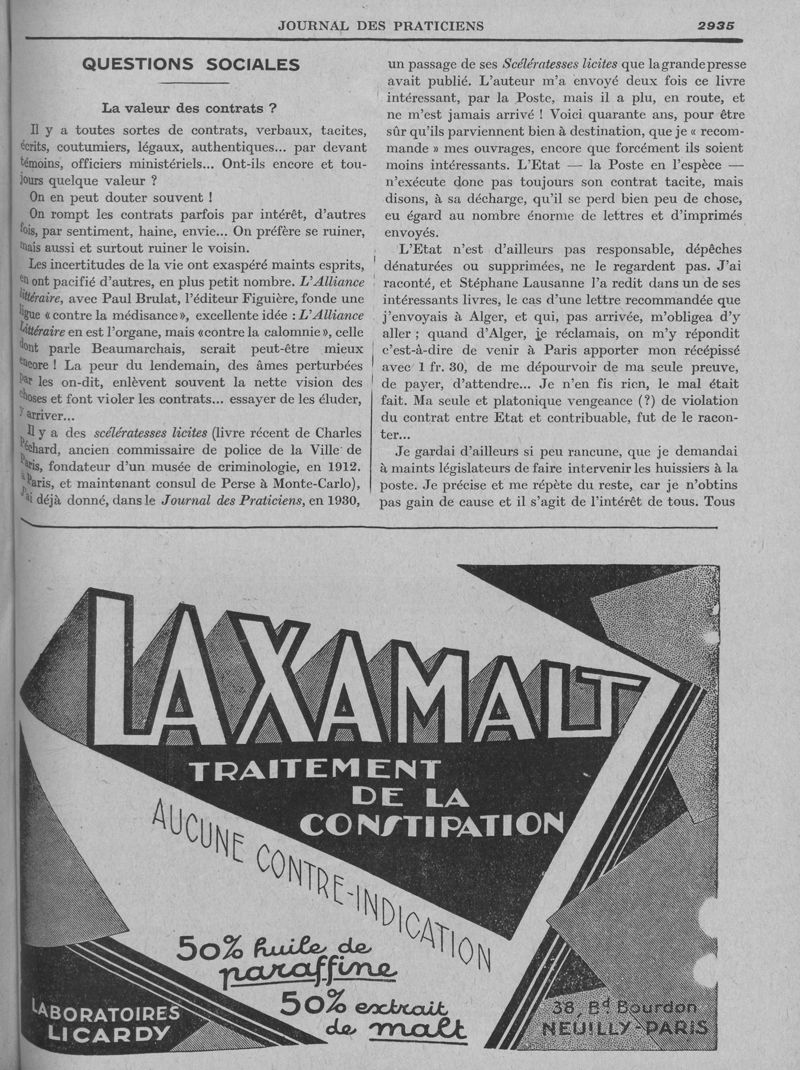 JOURNAL DES PRATICIENS 2935
QUESTIONS SOCIALES
La valeur des contrats ?
Il y a toutes sortes de contrats, verbaux, tacites,
écrits, coutumiers, légaux, authentiques... par devant
témoins, officiers ministériels... Ont-ils encore et tou-
jours quelque valeur ?
On en peut douter souvent !
On rompt les contrats parfois par intérêt, d'autres
fois, par sentiment, haine, envie... On préfère se ruiner,
mais aussi et surtout ruiner le voisin.
Les incertitudes de la vie ont exaspéré maints esprits,
en ont pacifié d'autres, en plus petit nombre. L'Alliance
littéraire, avec Paul Brulat, l'éditeur Figuière, fonde une
ligue « contre la médisance », excellente idée : L'Alliance
Littéraire en est l'organe, mais «contre la calomnie», celle
dont parle Beaumarchais, serait peut-être mieux
encore ! La peur du lendemain, des âmes perturbées
par les on-dit, enlèvent souvent la nette vision des
choses et font violer les contrats... essayer de les éluder,
y arriver...
Il y a des scélératesses licites (livre récent de Charles
Péchard, ancien commissaire de police de la Ville de
Paris, fondateur d'un musée de criminologie, en 1912.
à Paris, et maintenant consul de Perse à Monte-Carlo),
J'ai déjà donné, dans le Journal des Praticiens, en 1930,
un passage de ses Scélératesses licites que la grande presse
avait publié. L'auteur m'a envoyé deux fois ce livre
intéressant, par la Poste, mais il a plu, en route, et
ne m'est jamais arrivé ! Voici quarante ans, pour être
sûr qu'ils parviennent bien à destination, que je « recom-
mande » mes ouvrages, encore que forcément ils soient
moins intéressants. L'Etat — la Poste en l'espèce —
n'exécute donc pas toujours son contrat tacite, mais
disons, à sa décharge, qu'il se perd bien peu de chose,
eu égard au nombre énorme de lettres et d'imprimés
envoyés.
L'Etat n'est d'ailleurs pas responsable, dépêches
dénaturées ou supprimées, ne le regardent pas. J'ai
raconté, et Stéphane Lausanne l'a redit dans un de ses
intéressants livres, le cas d'une lettre recommandée que
j'envoyais à Alger, et qui, pas arrivée, m'obligea d'y
aller ; quand d'Alger, je réclamais, on m'y répondit
c'est-à-dire de venir à Paris apporter mon récépissé
avec 1 fr. 30, de me dépourvoir de ma seule preuve,
de payer, d'attendre... Je n'en fis rien, le mal était
fait. Ma seule et platonique vengeance (?) de violation
du contrat entre Etat et contribuable, fut de le racon-
ter...
Je gardai d'ailleurs si peu rancune, que je demandai
à maints législateurs de faire intervenir les huissiers à la
poste. Je précise et me répète du reste, car je n'obtins
pas gain de cause et il s'agit de l'intérêt de tous. Tous
LAXAMALT
TRAITEMENT
DE LA
CONSTIPATION
AUCUNE CONTRE-INDICATION
50% huile de
paraffine
50% extrait
de malt
LABORATOIRES
LICARDY
38, Bd Bourdon
NEUILLY-PARIS